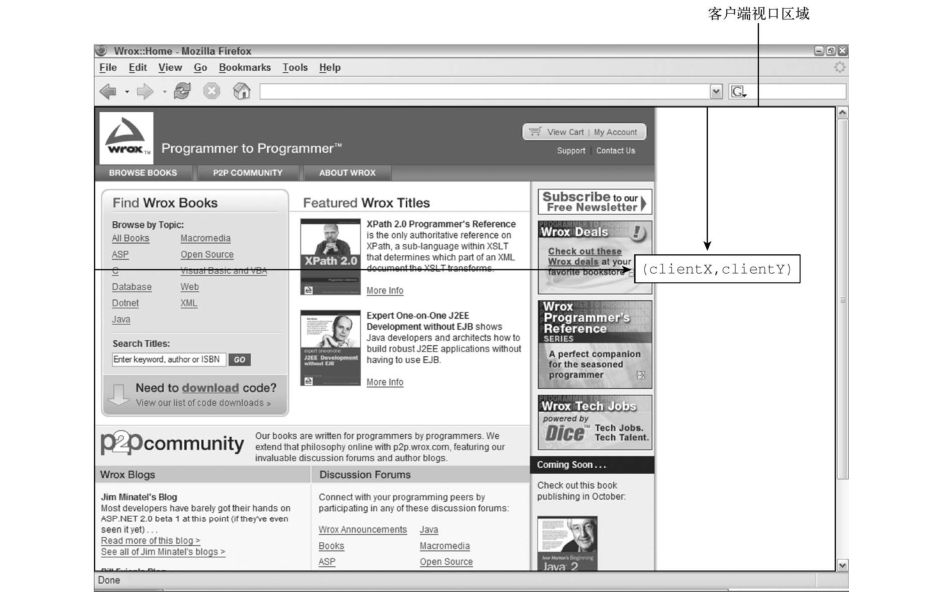 客户端视口区域
Wrox::Home - Mozilla Firefox
File Edit View Go Bookmarks Tools Help
G
wrox™
Programmer to Programmer™
View Cart | My Account
Support | Contact Us
BROWSE BOOKS P2P COMMUNITY ABOUT WROX
Find Wrox Books
Browse by Topic:
All Books Macromedia
ASP Open Source
C Visual Basic and VBA
Database Web
Dotnet XML
Java
Search Titles:
Enter keyword, author or ISBN GO
Need to download code?
View our list of code downloads »
Featured Wrox Titles
XPath 2.0
XPath 2.0 Programmer's Reference
is the only authoritative reference on
XPath, a sub-language within XSLT
that determines which part of an XML
document the XSLT transforms.
More Info
expert one-on-one
J2EE Development
without EJB
Expert One-on-One J2EE
Development without EJB shows
Java developers and architects how to
build robust J2EE applications without
having to use EJB.
More Info
Subscribe to our
Free Newsletter
Wrox Deals
Check out these
Wrox deals at your
favorite bookstore
(clientX,clientY)
Wrox
Programmer's
Reference
SERIES
A perfect companion
for the seasoned
programmer
Wrox Tech Jobs
powered by
Dice™ Tech Jobs.
Tech Talent.
p2pcommunity
Our books are written for programmers by programmers. We
extend that philosophy online with p2p.wrox.com, featuring our
invaluable discussion forums and author blogs.
Wrox Blogs
Jim Minatel's Blog
Most developers have barely got their hands on
ASP.NET 2.0 beta 1 at this point (if they've even
seen it yet) . . .
Read more of this blog >
See all of Jim Minatel's blogs >
Discussion Forums
Connect with your programming peers by
participating in any of these discussion forums:
Wrox Announcements Java
Books Macromedia
ASP Open Source
Coming Soon . . .
Check out this book
publishing in October:
Java 2
Done